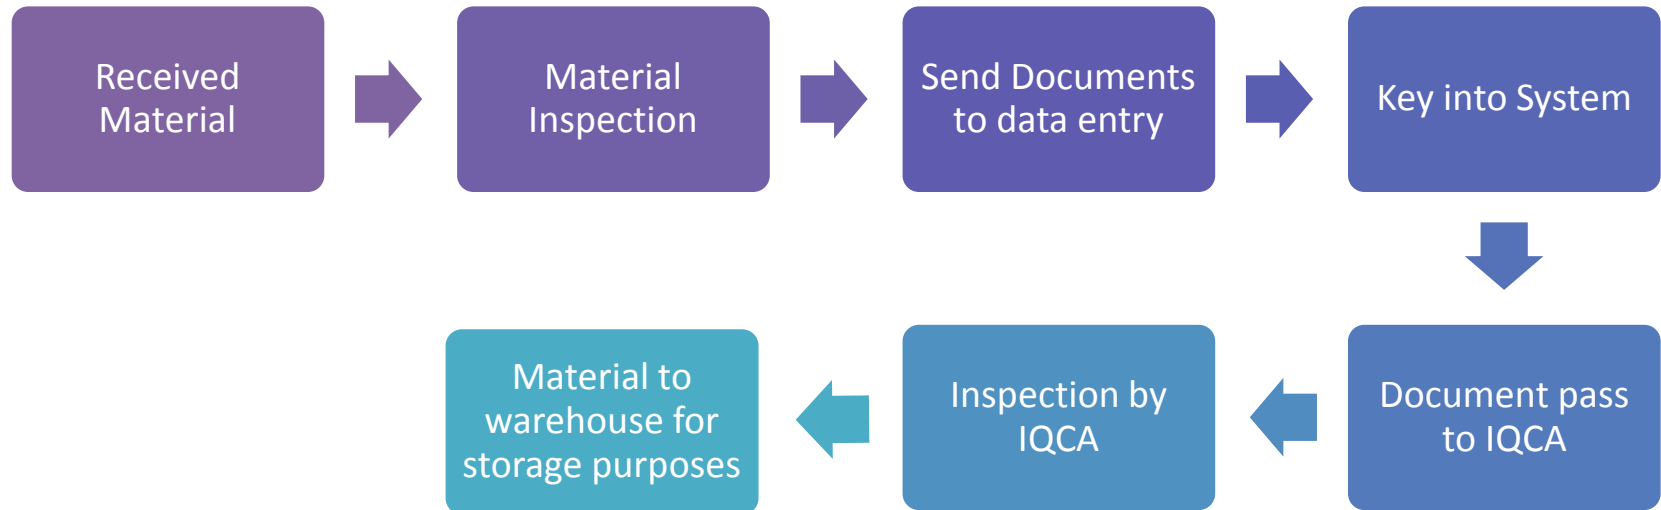 Received
Material
Material
Inspection
Send Documents
to data entry
Key into System
Document pass
to IQCA
Inspection by
IQCA
Material to
warehouse for
storage purposes